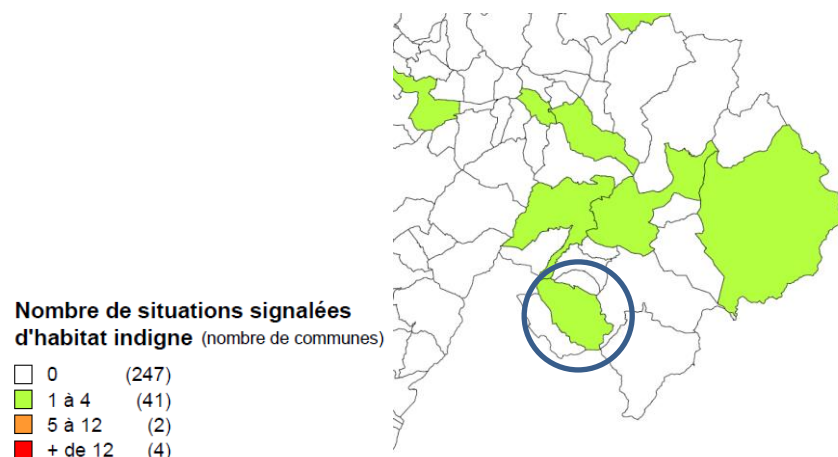 Nombre de situations signalées
d'habitat indigne (nombre de communes)
0 (247)
1 à 4 (41)
5 à 12 (2)
+ de 12 (4)